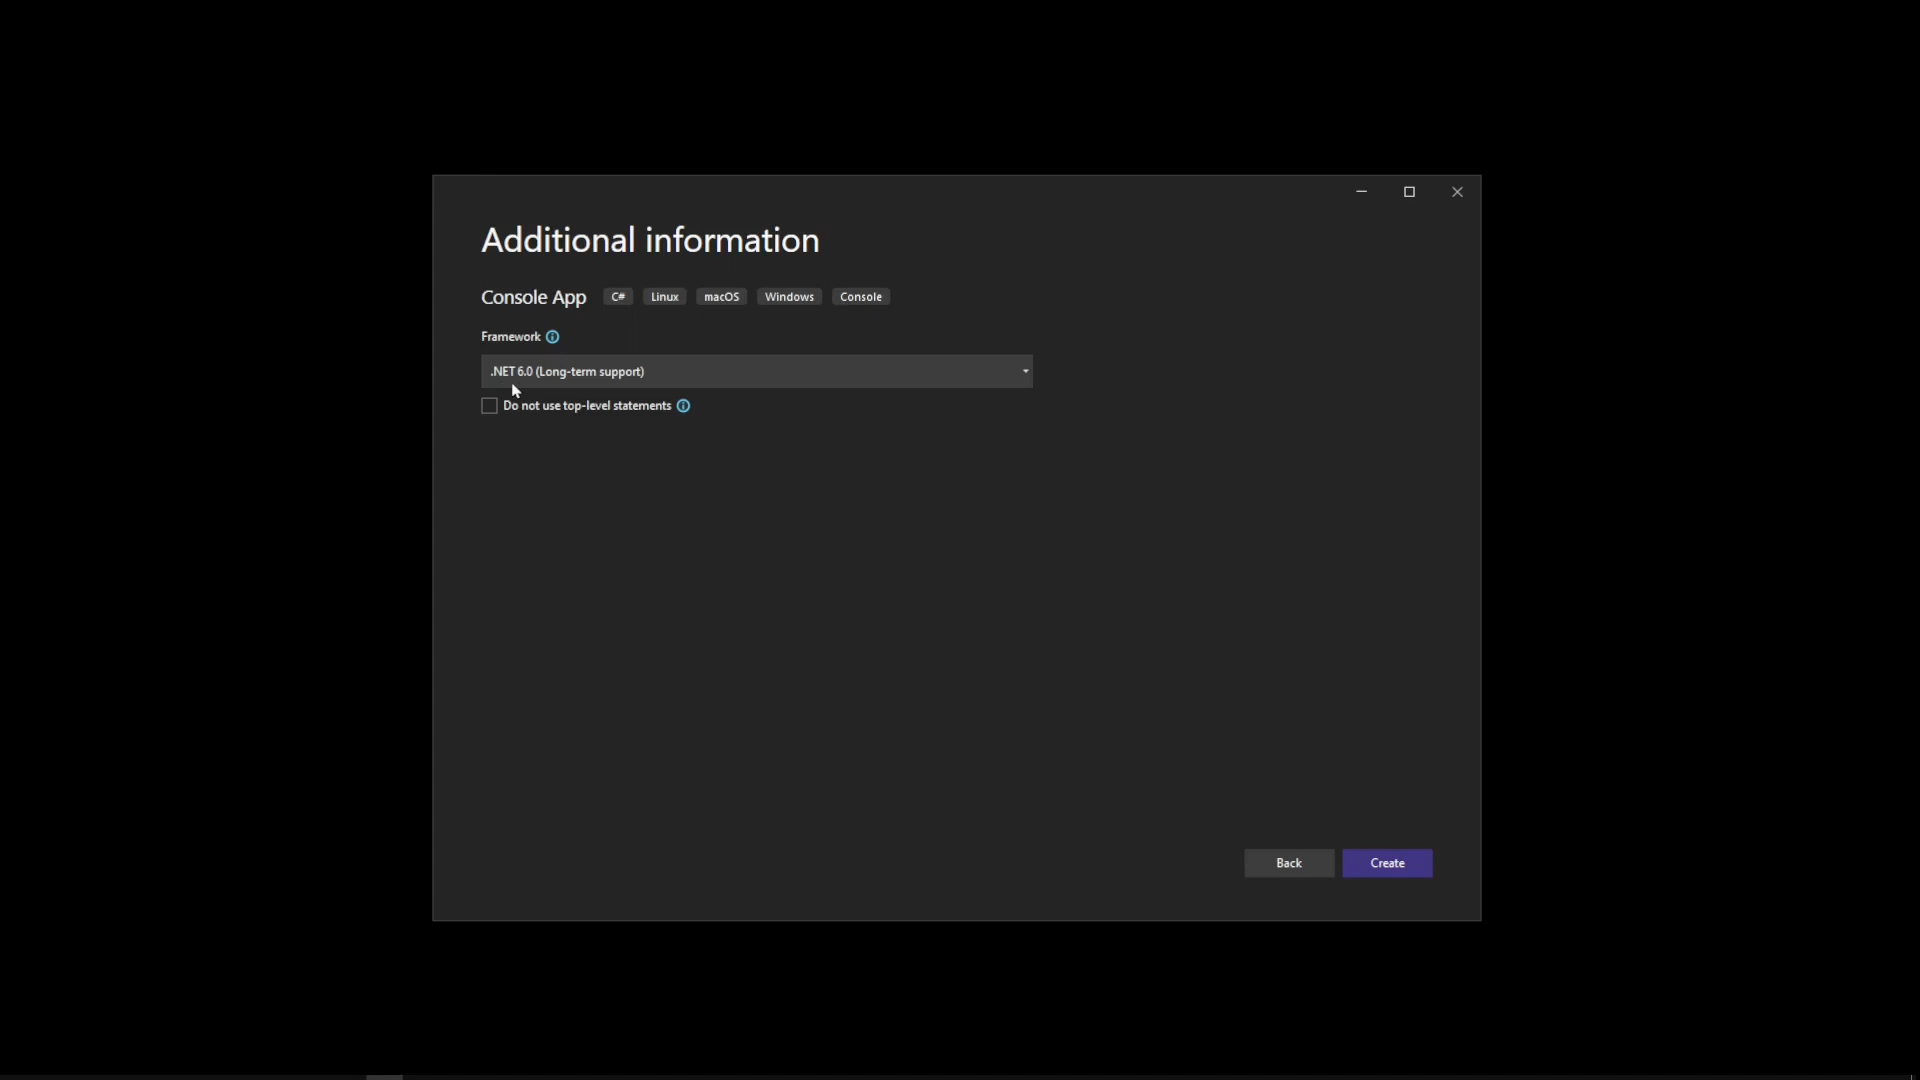 Additional information
Console App C# Linux macOS Windows Console
Framework
.NET 6.0 (Long-term support)
Do not use top-level statements
Back Create